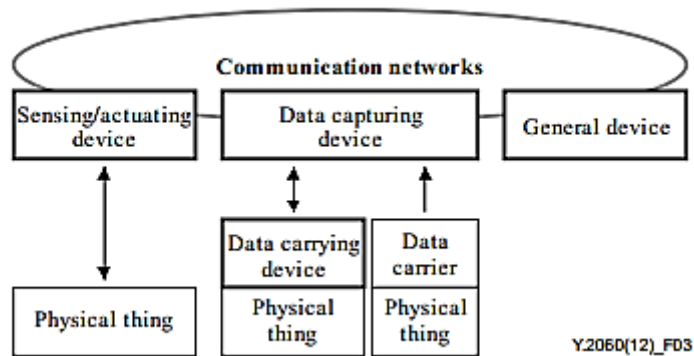 Communication networks
Sensing/actuating
device
Data capturing
device
General device
Data carrying
device
Data
carrier
Physical thing
Physical
thing
Physical
thing
Y.2060(12)_FD3